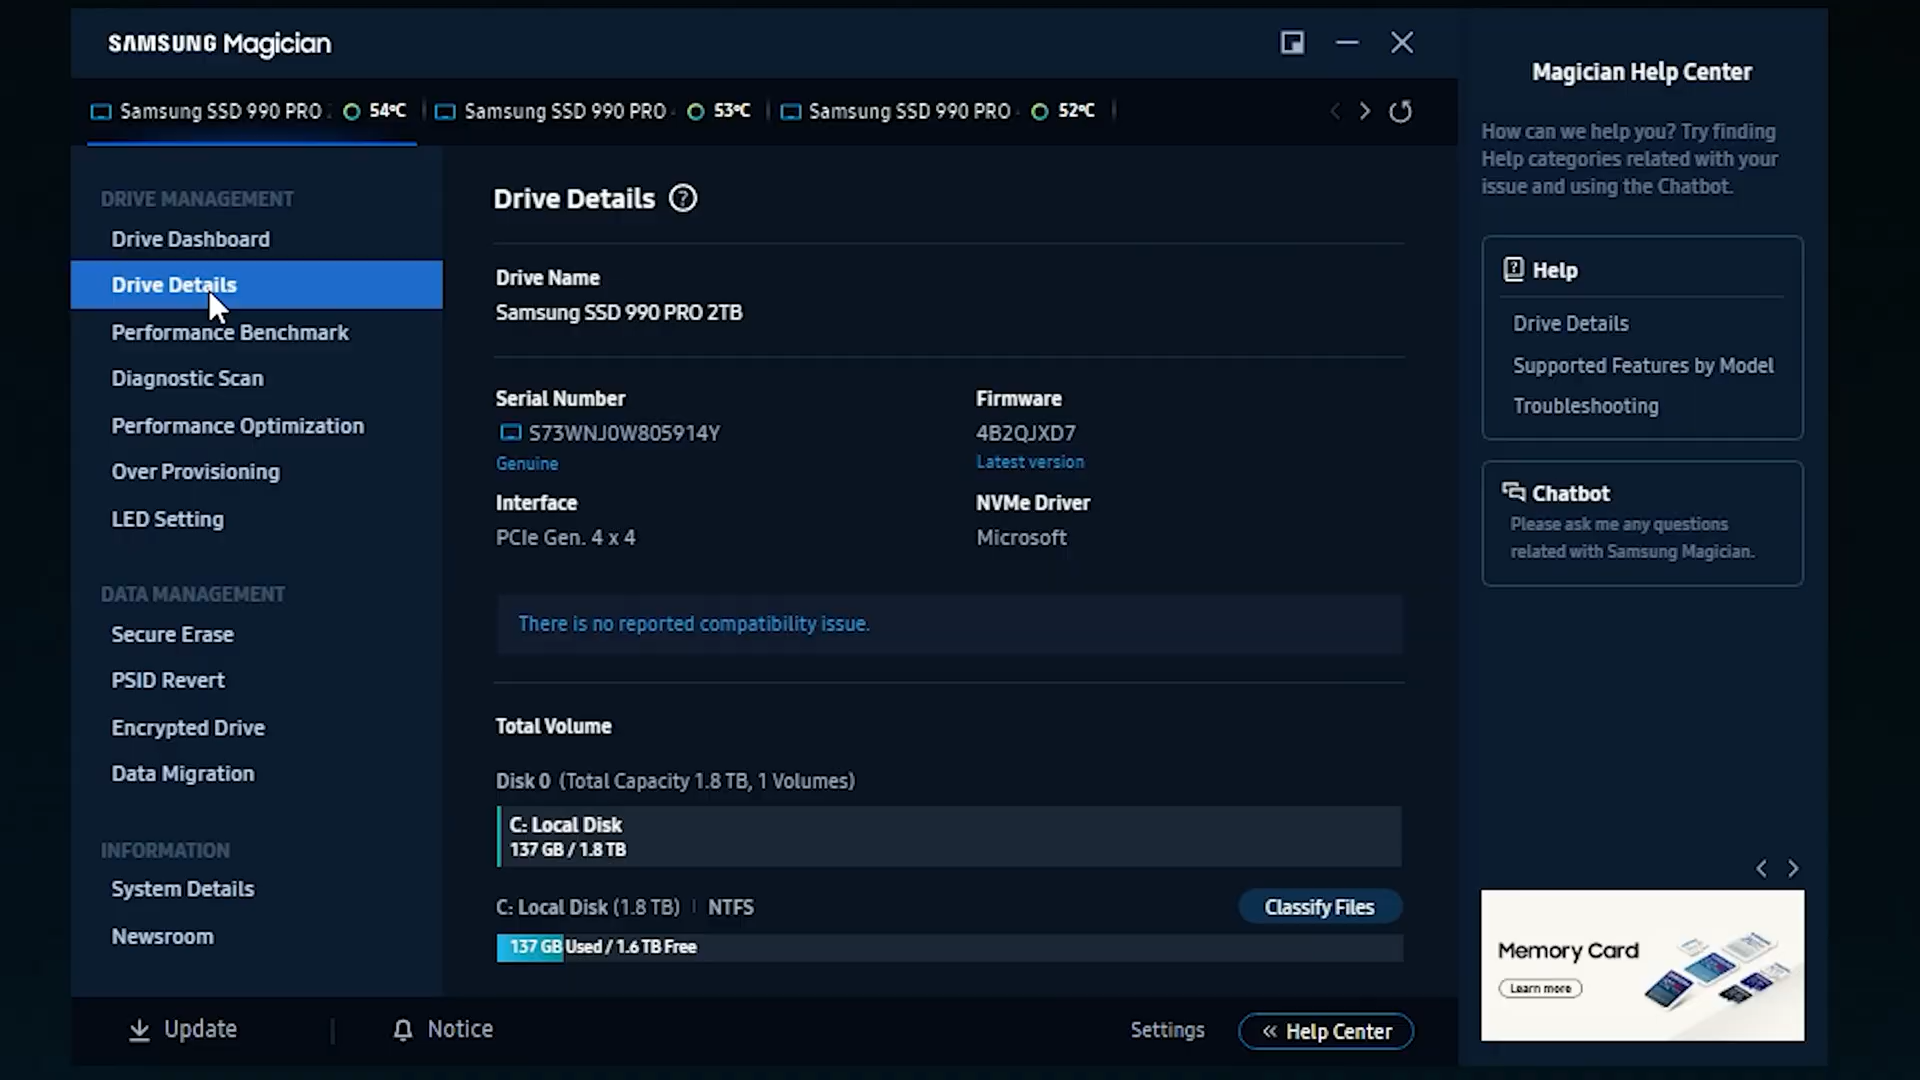 SAMSUNG Magician
Samsung SSD 990 PRO 54°C
Samsung SSD 990 PRO 53°C
Samsung SSD 990 PRO 52°C
DRIVE MANAGEMENT
Drive Dashboard
Drive Details
Performance Benchmark
Diagnostic Scan
Performance Optimization
Over Provisioning
LED Setting
DATA MANAGEMENT
Secure Erase
PSID Revert
Encrypted Drive
Data Migration
INFORMATION
System Details
Newsroom
Drive Details ?
Drive Name
Samsung SSD 990 PRO 2TB
Serial Number
S73WNJ0W805914Y
Genuine
Firmware
4B2QJXD7
Latest version
Interface
PCIe Gen. 4 x 4
NVMe Driver
Microsoft
There is no reported compatibility issue.
Total Volume
Disk 0 (Total Capacity 1.8 TB, 1 Volumes)
C: Local Disk
137 GB / 1.8 TB
C: Local Disk (1.8 TB) | NTFS
Classify Files
137 GB Used / 1.6 TB Free
Update
Notice
Settings
« Help Center
Magician Help Center
How can we help you? Try finding
Help categories related with your
issue and using the Chatbot.
Help
Drive Details
Supported Features by Model
Troubleshooting
Chatbot
Please ask me any questions
related with Samsung Magician.
Memory Card
Learn more